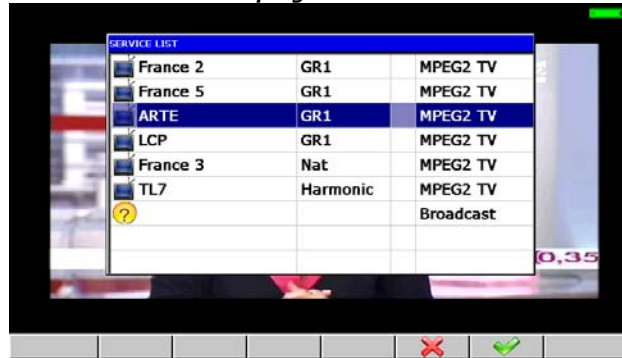 SERVICE LIST
France 2 GR1 MPEG2 TV
France 5 GR1 MPEG2 TV
ARTE GR1 MPEG2 TV
LCP GR1 MPEG2 TV
France 3 Nat MPEG2 TV
TL7 Harmonic MPEG2 TV
? Broadcast
0,35